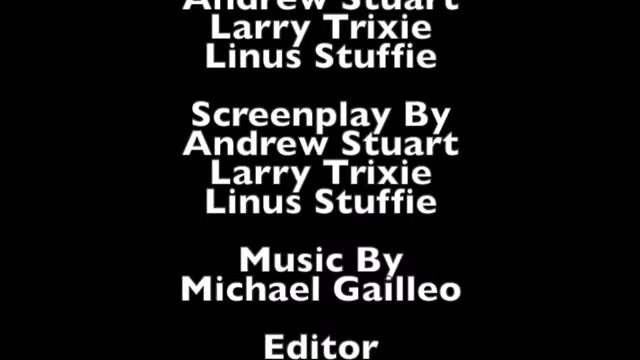 Andrew Stuart
Larry Trixie
Linus Stuffie
Screenplay By
Andrew Stuart
Larry Trixie
Linus Stuffie
Music By
Michael Gailleo
Editor